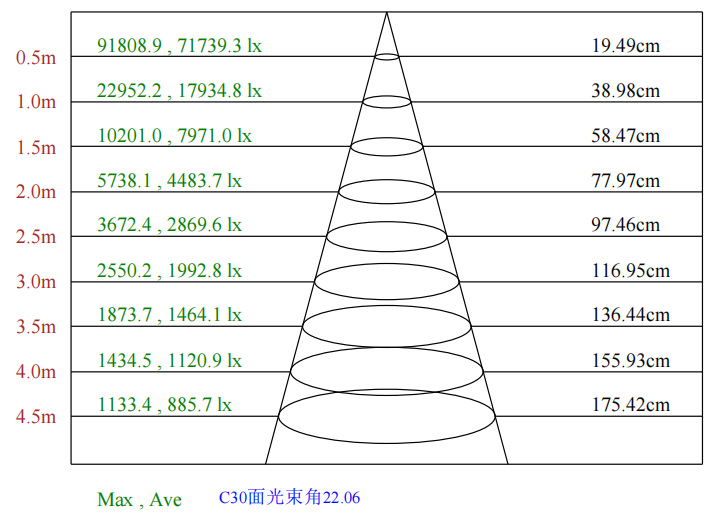 91808.9 , 71739.3 lx 19.49cm
0.5m
22952.2 , 17934.8 lx 38.98cm
1.0m
10201.0 , 7971.0 lx 58.47cm
1.5m
5738.1 , 4483.7 lx 77.97cm
2.0m
3672.4 , 2869.6 lx 97.46cm
2.5m
2550.2 , 1992.8 lx 116.95cm
3.0m
1873.7 , 1464.1 lx 136.44cm
3.5m
1434.5 , 1120.9 lx 155.93cm
4.0m
1133.4 , 885.7 lx 175.42cm
4.5m
Max , Ave C30面光束角22.06